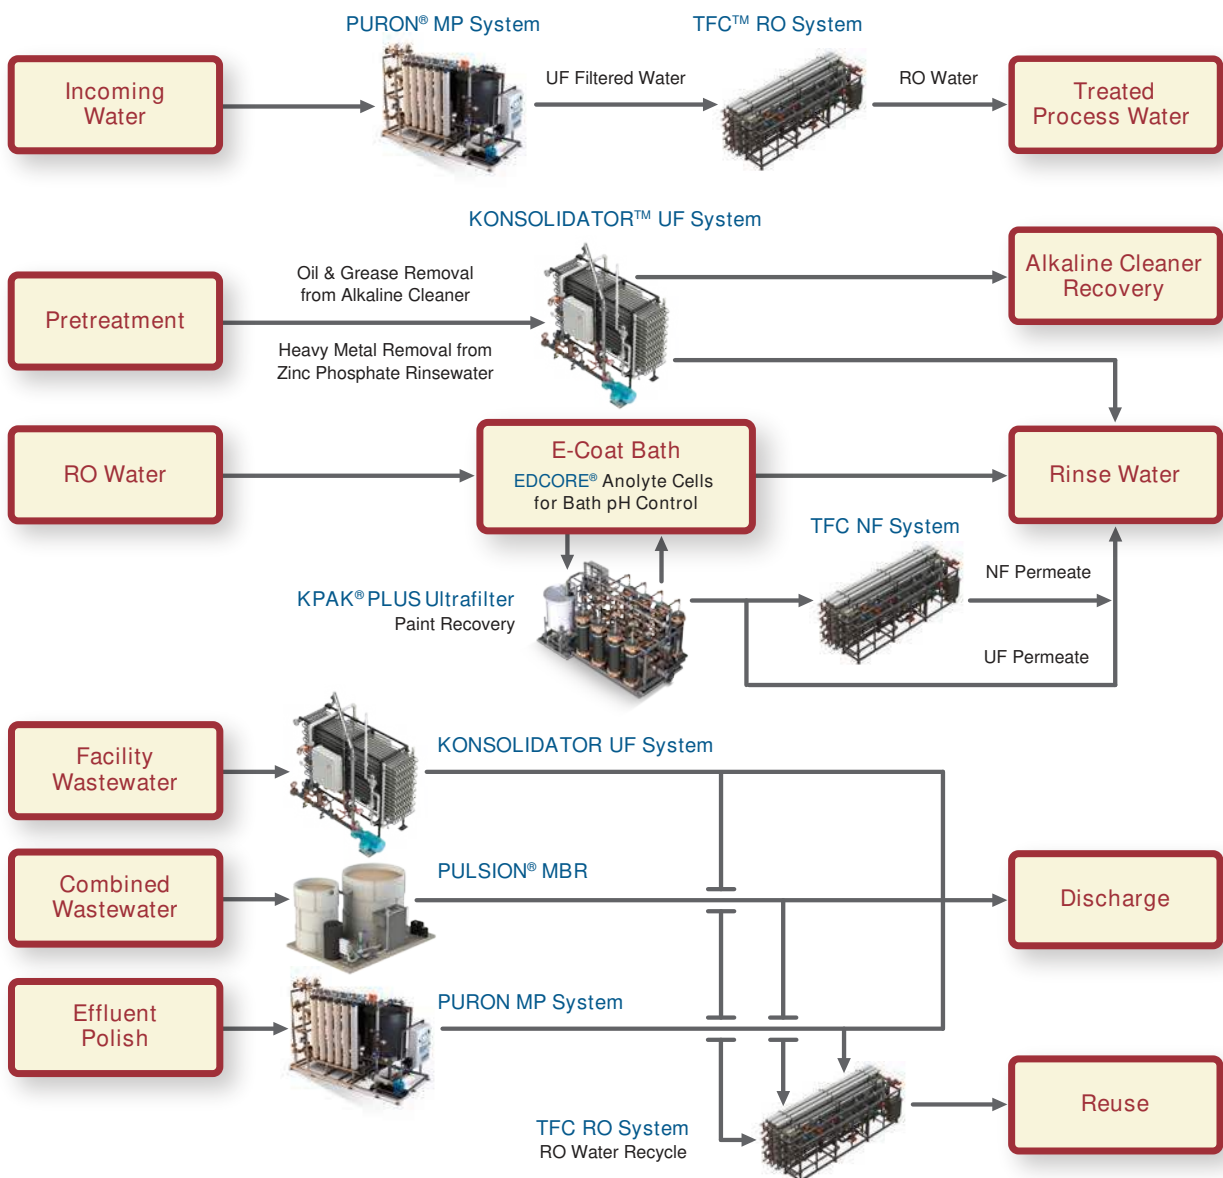 PURON® MP System
TFC™ RO System
Incoming
Water
UF Filtered Water
RO Water
Treated
Process Water
KONSOLIDATOR™ UF System
Pretreatment
Oil & Grease Removal
from Alkaline Cleaner
Heavy Metal Removal from
Zinc Phosphate Rinsewater
Alkaline Cleaner
Recovery
RO Water
E-Coat Bath
EDCORE® Anolyte Cells
for Bath pH Control
Rinse Water
TFC NF System
KPAK® PLUS Ultrafilter
Paint Recovery
NF Permeate
UF Permeate
Facility
Wastewater
KONSOLIDATOR UF System
Combined
Wastewater
PULSION® MBR
Discharge
Effluent
Polish
PURON MP System
TFC RO System
RO Water Recycle
Reuse